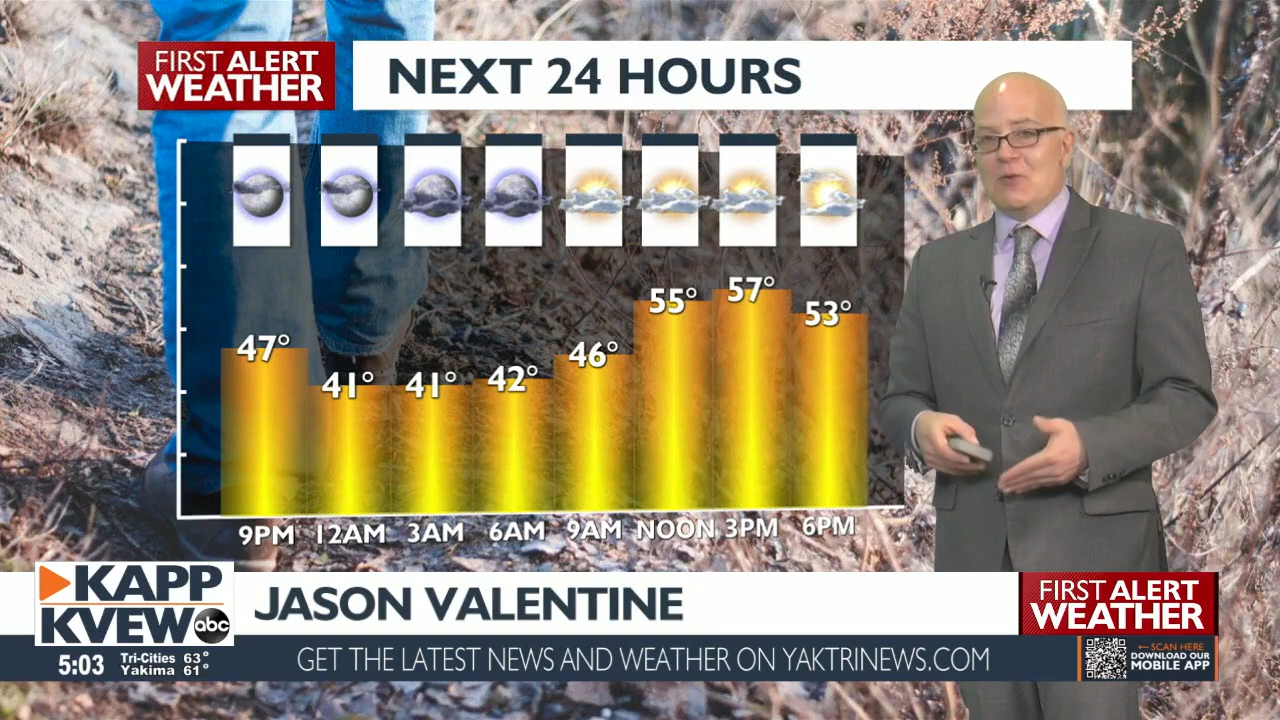 FIRST ALERT
WEATHER
NEXT 24 HOURS
47° 41° 41° 42° 46° 55° 57° 53°
9PM 12AM 3AM 6AM 9AM NOON 3PM 6PM
KAPP
KVEW abc
JASON VALENTINE
FIRST ALERT
WEATHER
5:03
Tri-Cities 63°
Yakima 61°
GET THE LATEST NEWS AND WEATHER ON YAKTRINEWS.COM
SCAN HERE
DOWNLOAD OUR
MOBILE APP